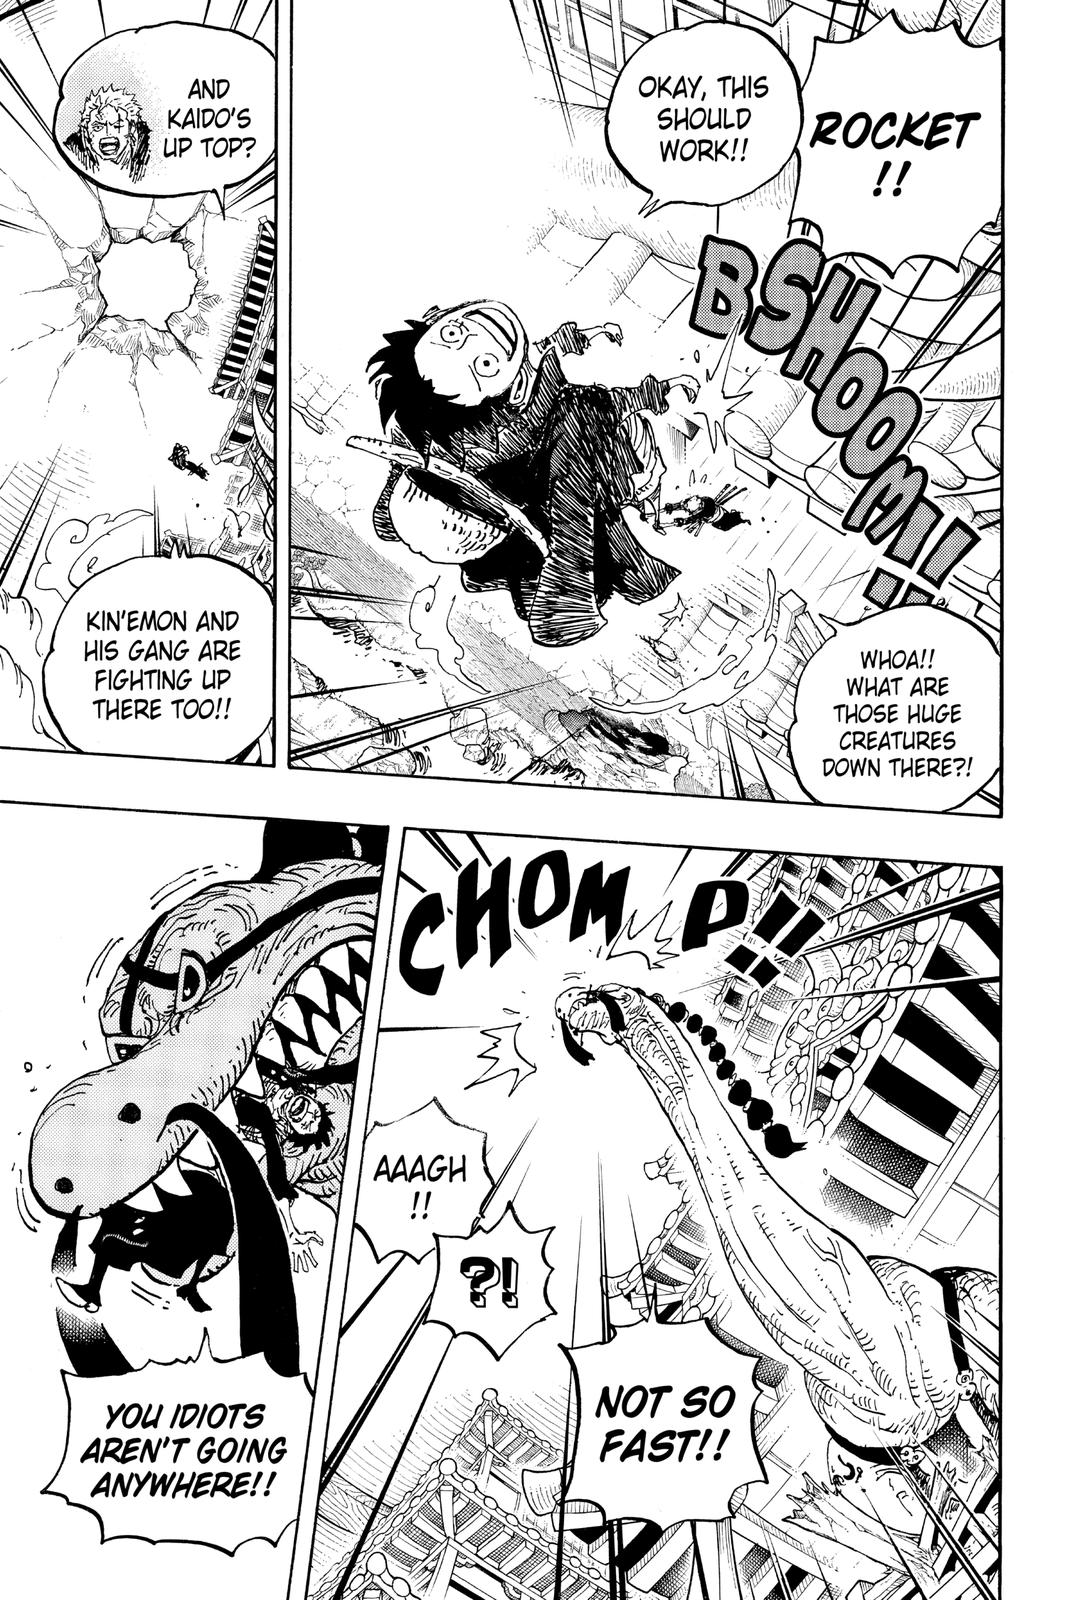 ROCKET
!!
OKAY, THIS
SHOULD
WORK!!
BSHOOM!!
WHOA!!
WHAT ARE
THOSE HUGE
CREATURES
DOWN THERE?!
AND
KAIDO'S
UP TOP?
KIN'EMON AND
HIS GANG ARE
FIGHTING UP
THERE TOO!!
CHOMP!!
NOT SO
FAST!!
?!
AAAGH
!!
YOU IDIOTS
AREN'T GOING
ANYWHERE!!